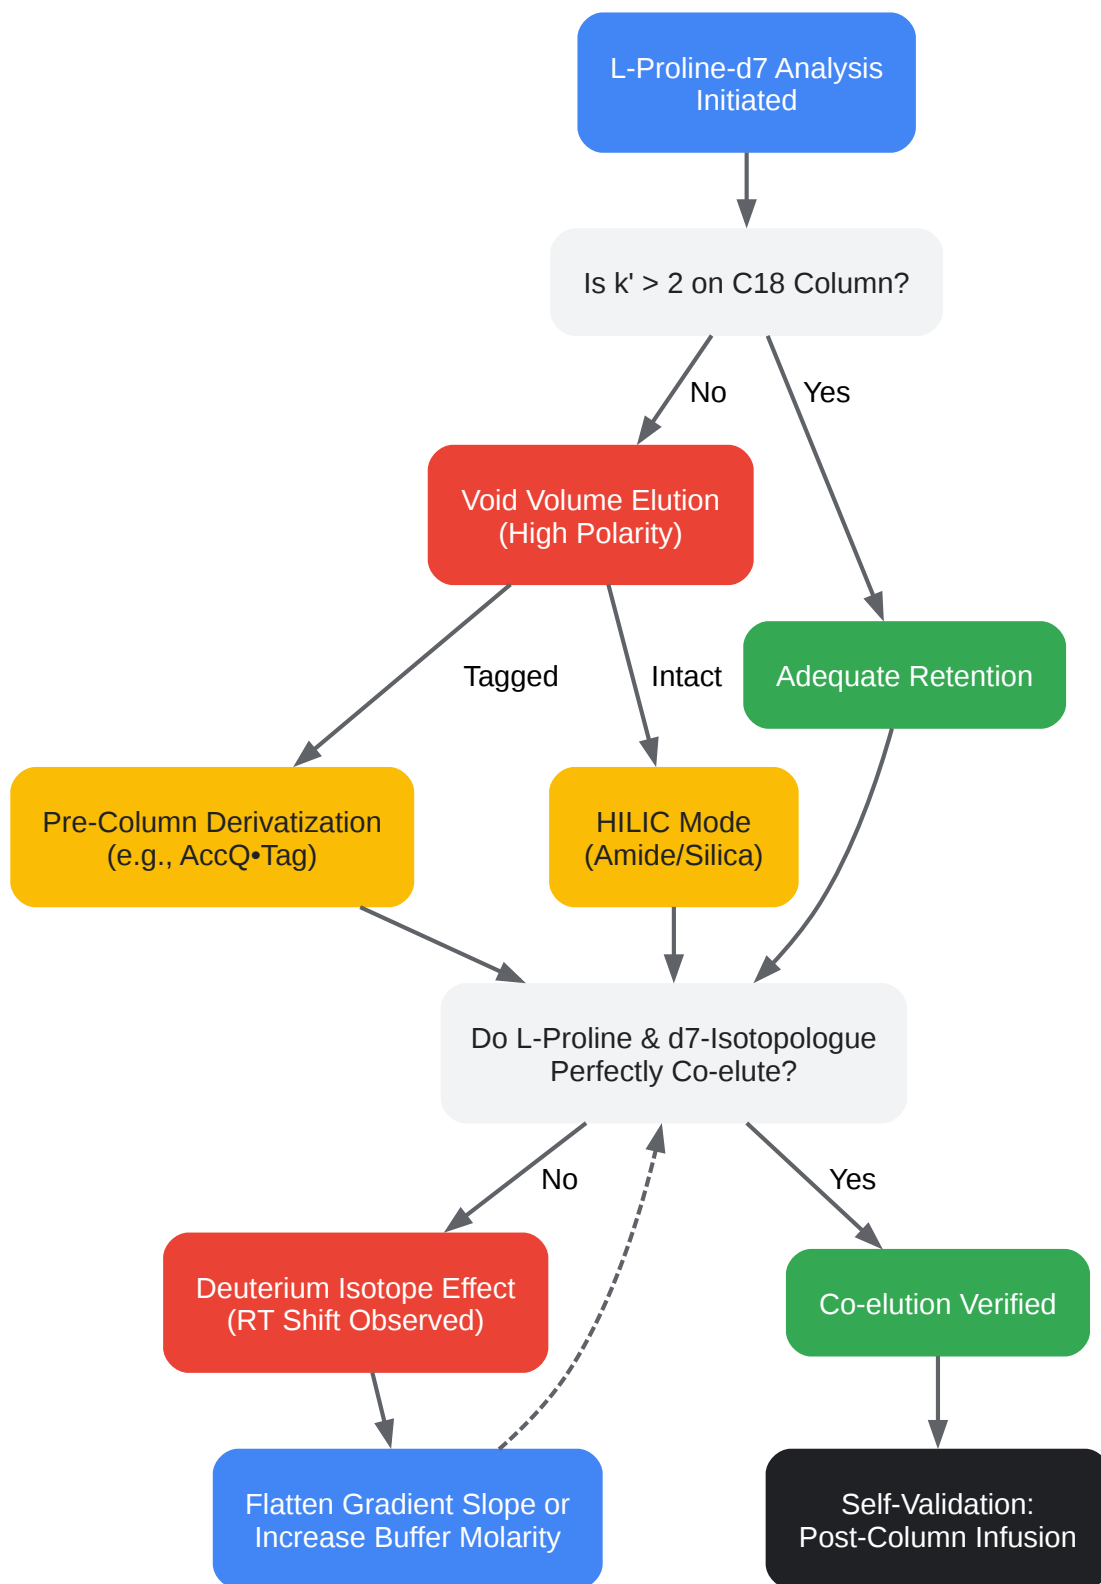 L-Proline-d7 Analysis
Initiated
Is k' > 2 on C18 Column?
No
Yes
Void Volume Elution
(High Polarity)
Tagged
Intact
Adequate Retention
Pre-Column Derivatization
(e.g., AccQ•Tag)
HILIC Mode
(Amide/Silica)
Do L-Proline & d7-Isotopologue
Perfectly Co-elute?
No
Yes
Deuterium Isotope Effect
(RT Shift Observed)
Co-elution Verified
Flatten Gradient Slope or
Increase Buffer Molarity
Self-Validation:
Post-Column Infusion